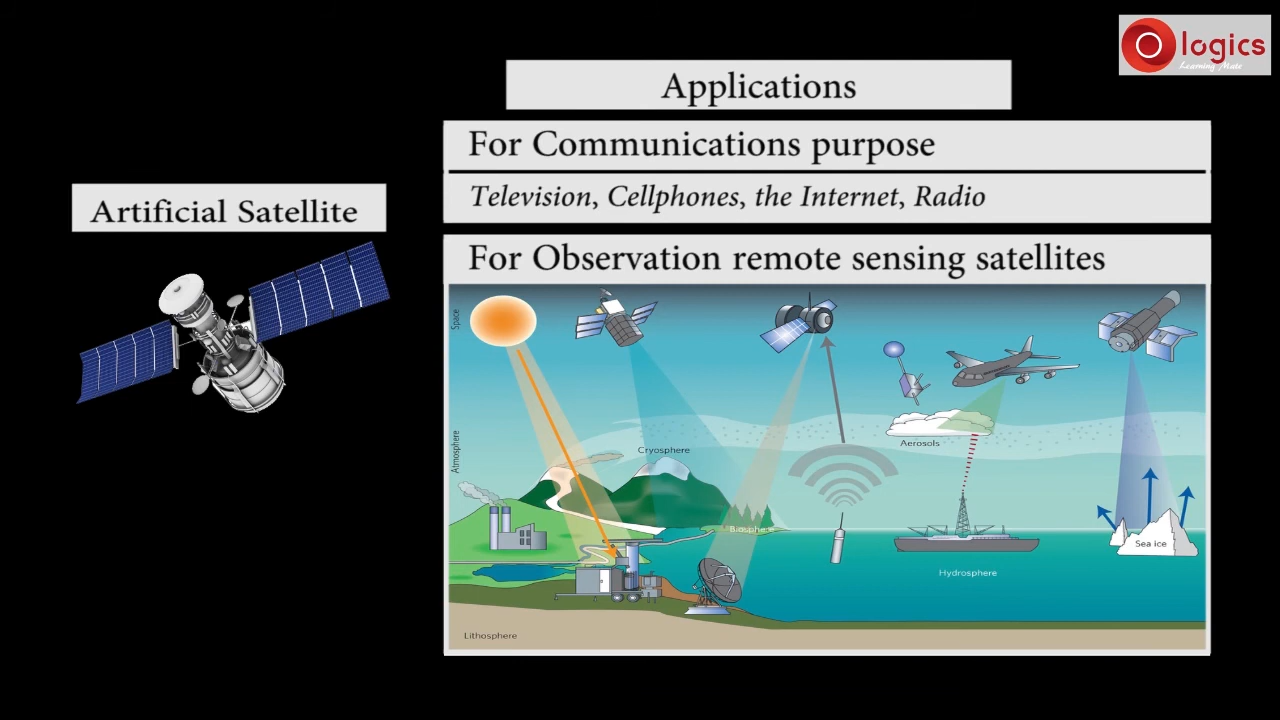 logics
Learning Mate
Applications
For Communications purpose
Television, Cellphones, the Internet, Radio
Artificial Satellite
For Observation remote sensing satellites
Space
Atmosphere
Cryosphere
Aerosols
Biosphere
Sea ice
Hydrosphere
Lithosphere